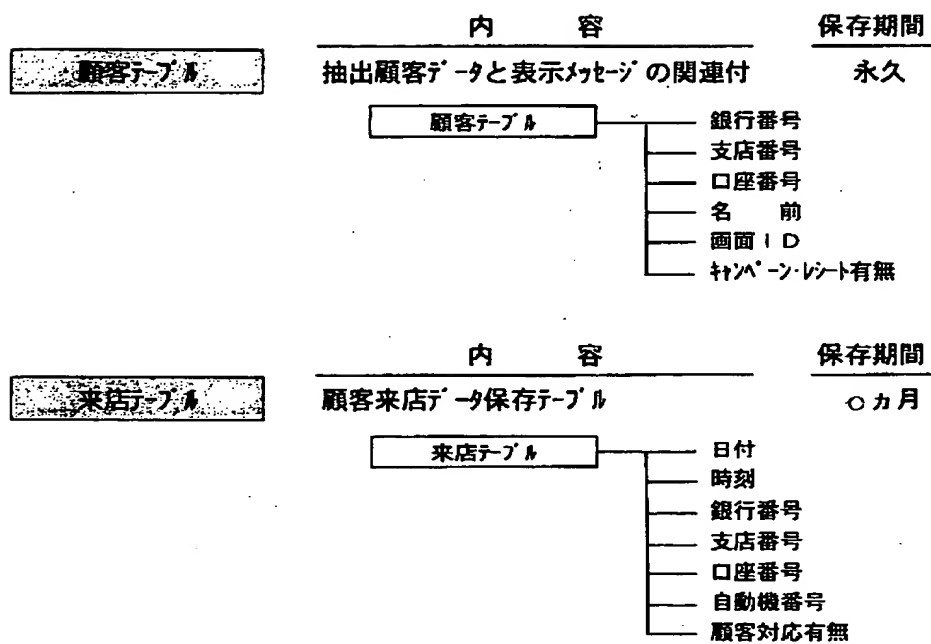 内　　容　　保存期間
顧客テーブル　抽出顧客データと表示メッセージの関連付　永久
顧客テーブル　銀行番号
支店番号
口座番号
名　　前
画面ＩＤ
キャンペーン・レシート有無
内　　容　　保存期間
来店テーブル　顧客来店データ保存テーブル　○ヵ月
来店テーブル　日付
時刻
銀行番号
支店番号
口座番号
自動機番号
顧客対応有無